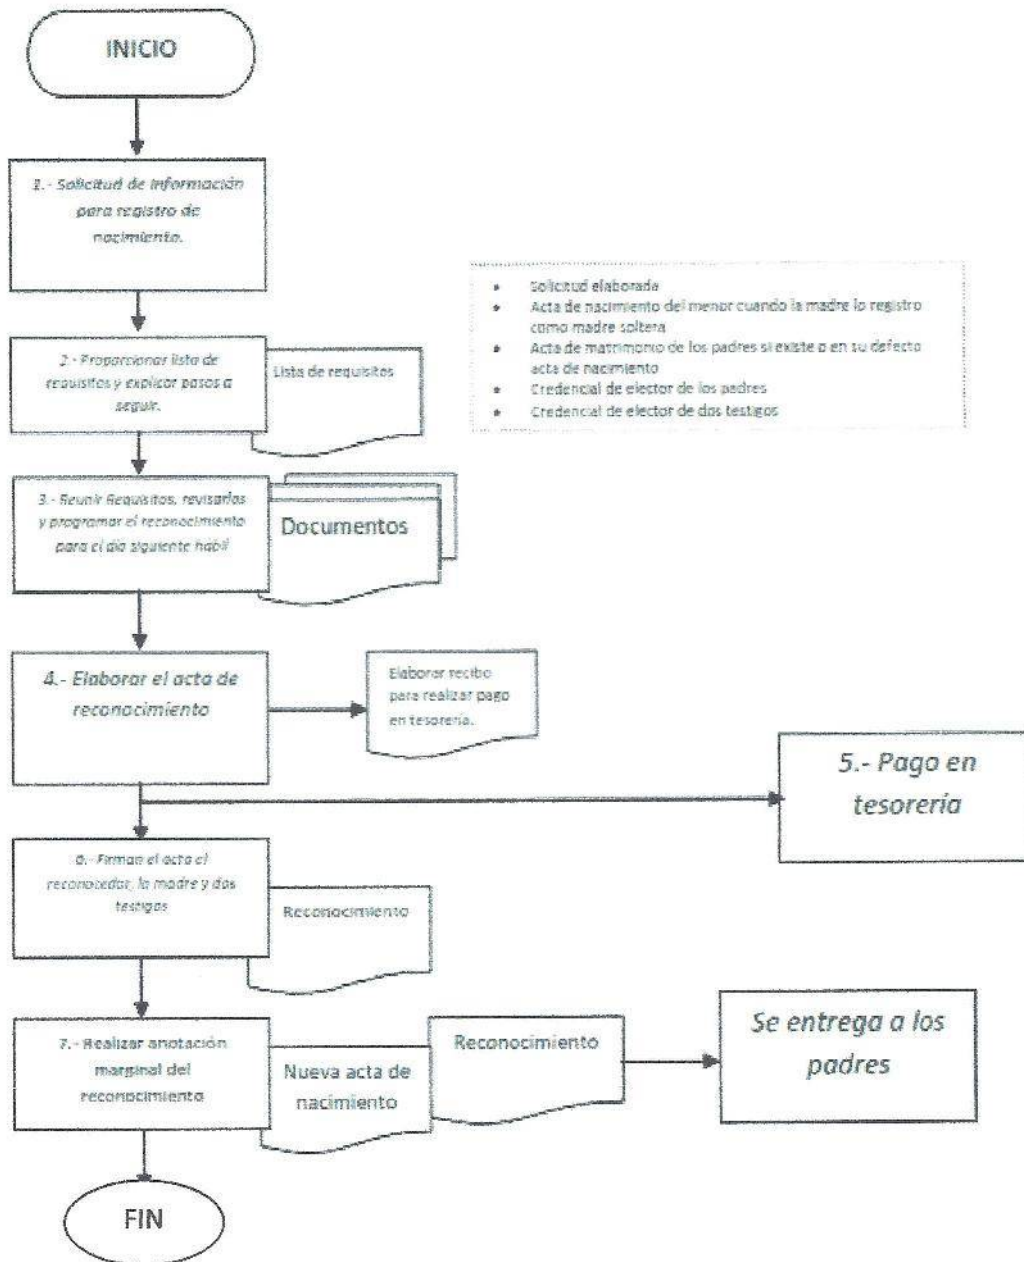 INICIO
1.- Solicitud de Información
para registro de
nacimiento.
• Solicitud elaborada
• Acta de nacimiento del menor cuando la madre lo registro
como madre soltera
• Acta de matrimonio de los padres si existe o en su defecto
acta de nacimiento
• Credencial de elector de los padres
• Credencial de elector de dos testigos
2.- Proporcionar lista de
requisitos y explicar pasos a
seguir.
Lista de requisitos
3.- Reunir Requisitos, revisarlos
y programar el reconocimiento
para el día siguiente hábil
Documentos
4.- Elaborar el acta de
reconocimiento
Elaborar recibo
para realizar pago
en tesorería.
5.- Pago en
tesorería
6.- Firman el acta el
reconocedor, la madre y dos
testigos
Reconocimiento
7.- Realizar anotación
marginal del
reconocimiento
Nueva acta de
nacimiento
Reconocimiento
Se entrega a los
padres
FIN